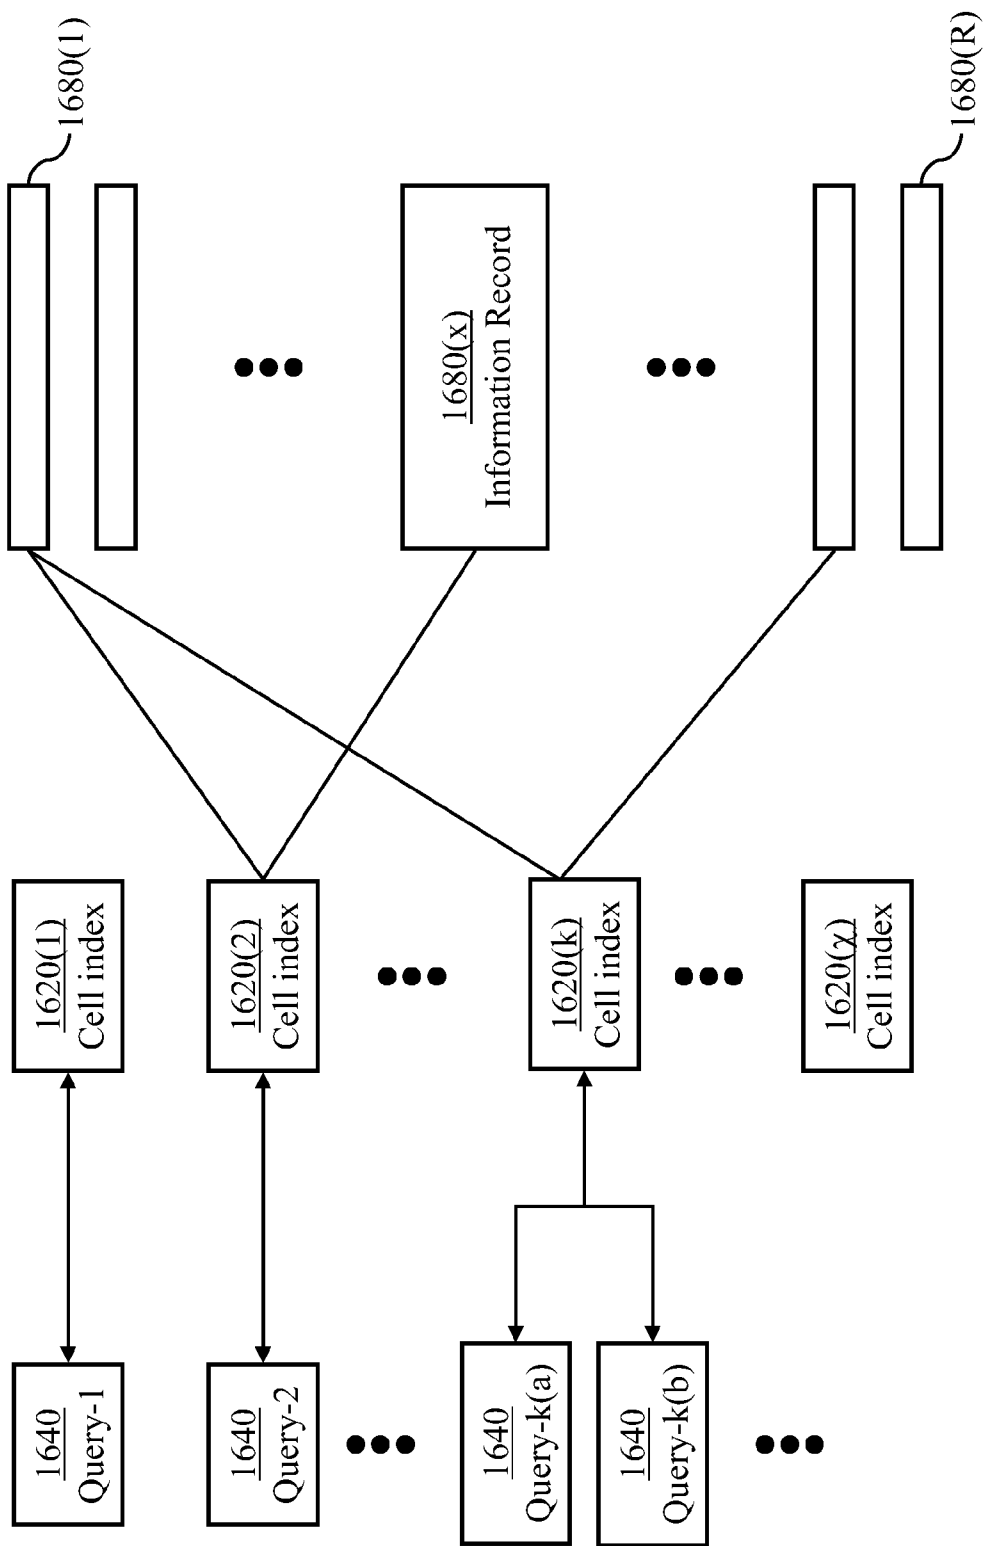 1640
Query-1
1640
Query-2
1640
Query-k(a)
1640
Query-k(b)
1620(1)
Cell index
1620(2)
Cell index
1620(k)
Cell index
1620(χ)
Cell index
1680(1)
1680(x)
Information Record
1680(R)